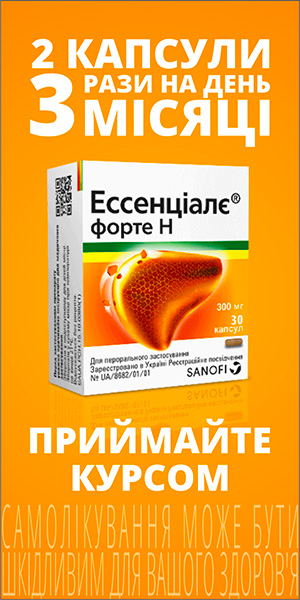 2 КАПСУЛИ
3 РАЗИ НА ДЕНЬ
МІСЯЦІ
Ессенціалє®
форте Н
300 мг
30
капсул
Для перорального застосування
Зареєстровано в Україні Реєстраційне посвідчення
№ UA/8682/01/01
SANOFI
ПРИЙМАЙТЕ
КУРСОМ
САМОЛІКУВАННЯ МОЖЕ БУТИ
ШКІДЛИВИМ ДЛЯ ВАШОГО ЗДОРОВ'Я